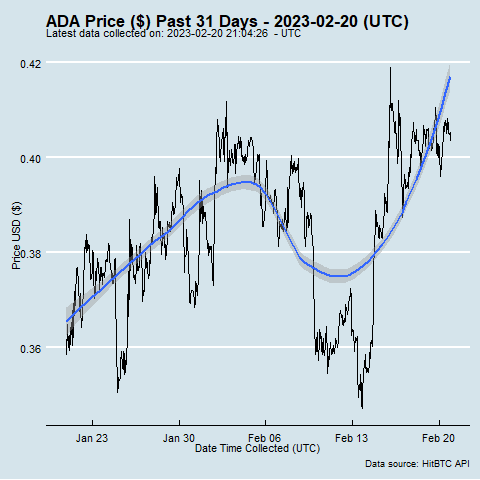 ADA Price ($) Past 31 Days - 2023-02-20 (UTC)
Latest data collected on: 2023-02-20 21:04:26 - UTC
0.42
0.40
0.38
0.36
Price USD ($)
Jan 23 Jan 30 Feb 06 Feb 13 Feb 20
Date Time Collected (UTC)
Data source: HitBTC API